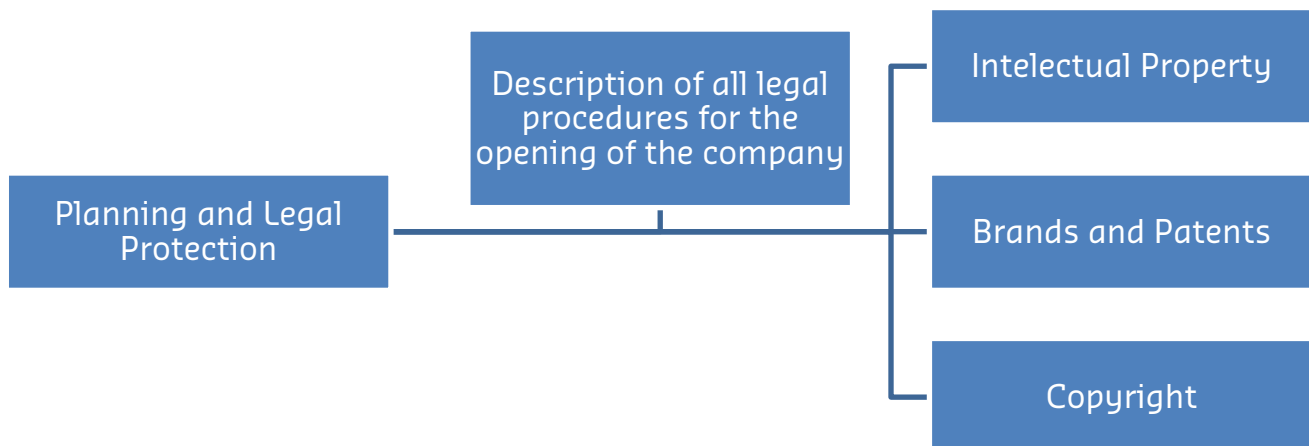 Planning and Legal
Protection
Description of all legal
procedures for the
opening of the company
Intelectual Property
Brands and Patents
Copyright